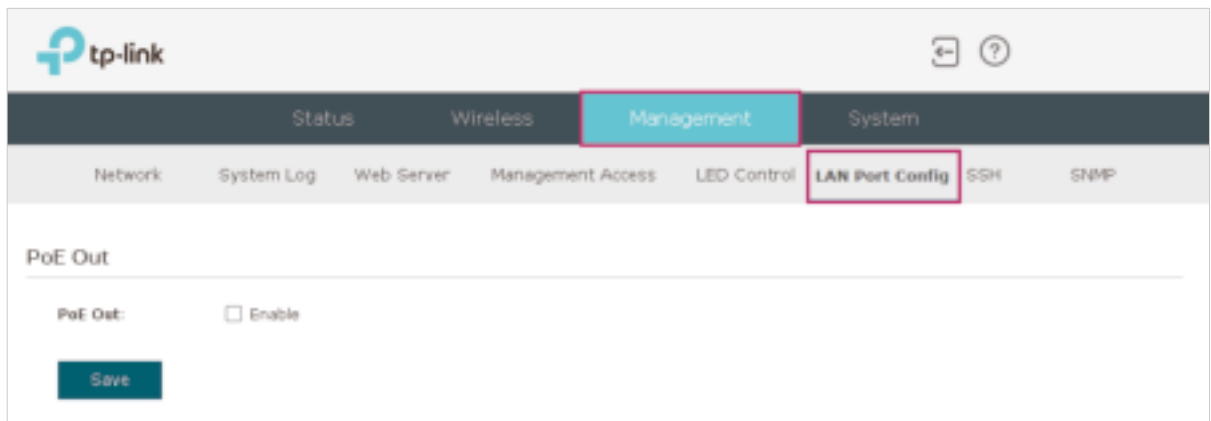 tp-link
Status Wireless Management System
Network System Log Web Server Management Access LED Control LAN Port Config SSH SNMP
PoE Out
PoE Out: Enable
Save